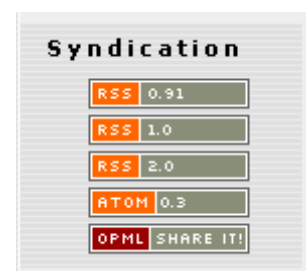 Syndication
RSS 0.91
RSS 1.0
RSS 2.0
ATOM 0.3
OPML SHARE IT!